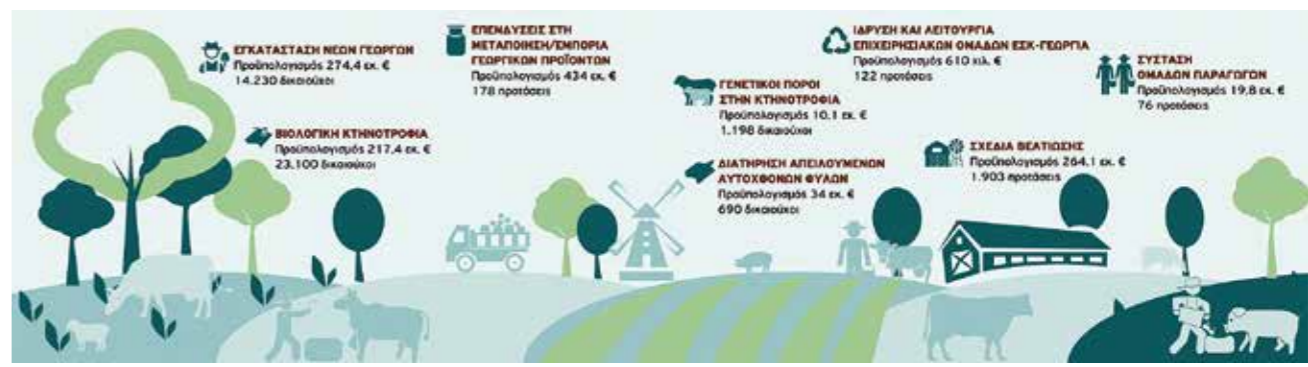 ΕΓΚΑΤΑΣΤΑΣΗ ΝΕΩΝ ΓΕΩΡΓΩΝ
Προϋπολογισμός 274,4 εκ. €
14.230 δικαιούχοι
ΒΙΟΛΟΓΙΚΗ ΚΤΗΝΟΤΡΟΦΙΑ
Προϋπολογισμός 217,4 εκ. €
23.100 δικαιούχοι
ΕΠΕΝΔΥΣΕΙΣ ΣΤΗ
ΜΕΤΑΠΟΙΗΣΗ/ΕΜΠΟΡΙΑ
ΓΕΩΡΓΙΚΩΝ ΠΡΟΪΟΝΤΩΝ
Προϋπολογισμός 434 εκ. €
178 προτάσεις
ΓΕΝΕΤΙΚΟΙ ΠΟΡΟΙ
ΣΤΗΝ ΚΤΗΝΟΤΡΟΦΙΑ
Προϋπολογισμός 10,1 εκ. €
1.198 δικαιούχοι
ΔΙΑΤΗΡΗΣΗ ΑΠΕΙΛΟΥΜΕΝΩΝ
ΑΥΤΟΧΘΟΝΩΝ ΦΥΛΩΝ
Προϋπολογισμός 34 εκ. €
690 δικαιούχοι
ΙΔΡΥΣΗ ΚΑΙ ΛΕΙΤΟΥΡΓΙΑ
ΕΠΙΧΕΙΡΗΣΙΑΚΩΝ ΟΜΑΔΩΝ ΕΣΚ-ΓΕΩΡΓΙΑ
Προϋπολογισμός 610 χιλ. €
122 προτάσεις
ΣΧΕΔΙΑ ΒΕΛΤΙΩΣΗΣ
Προϋπολογισμός 264,1 εκ. €
1.903 προτάσεις
ΣΥΣΤΑΣΗ
ΟΜΑΔΩΝ ΠΑΡΑΓΩΓΩΝ
Προϋπολογισμός 19,8 εκ. €
76 προτάσεις